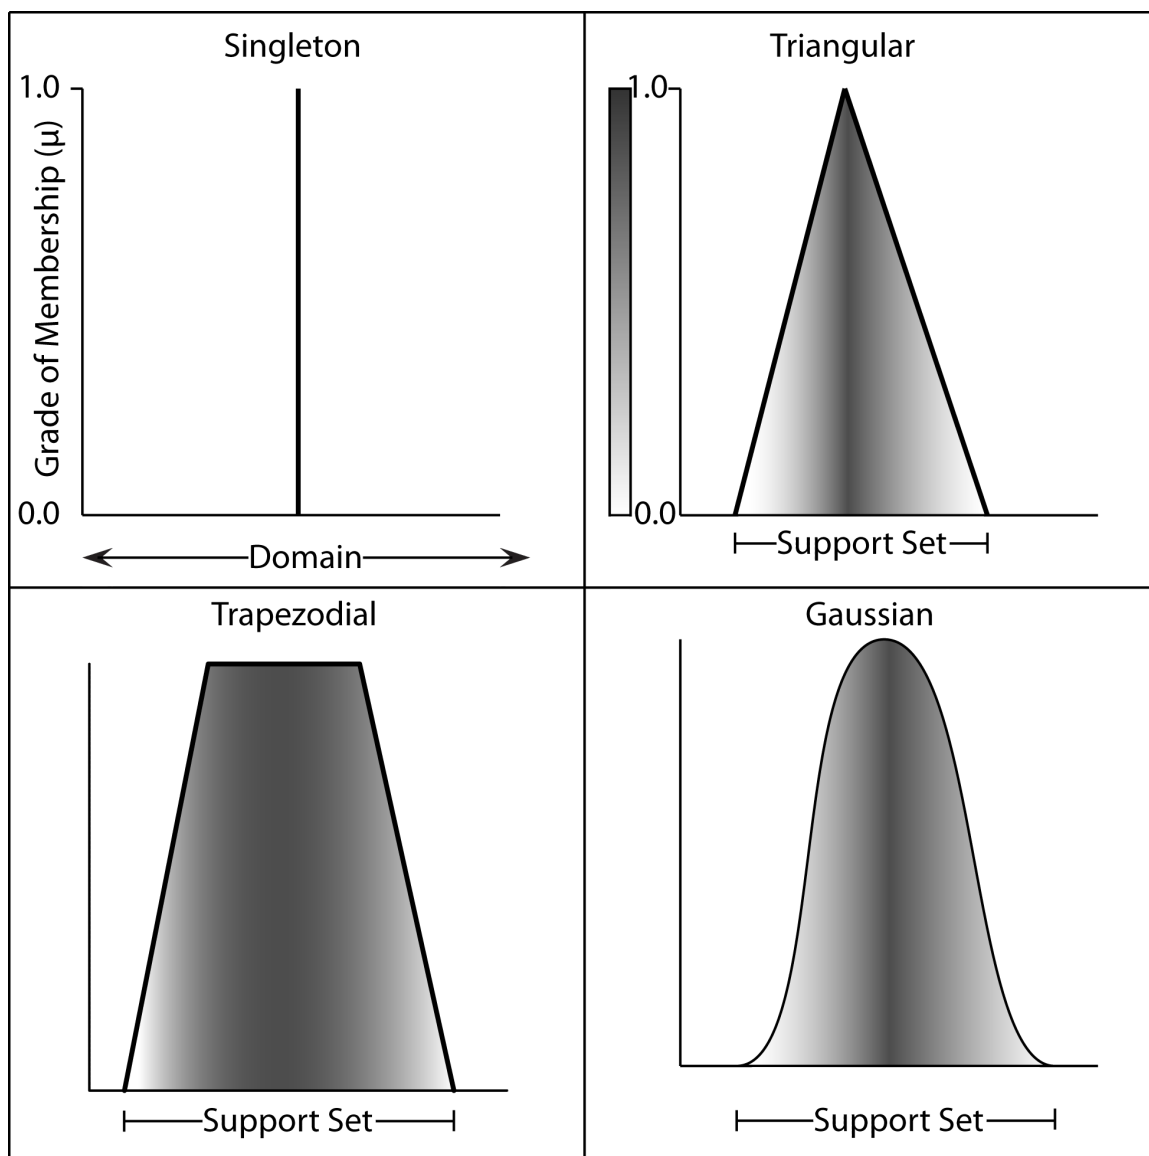 Singleton
1.0
Grade of Membership (µ)
0.0
Domain
Triangular
1.0
0.0
Support Set
Trapezodial
Support Set
Gaussian
Support Set